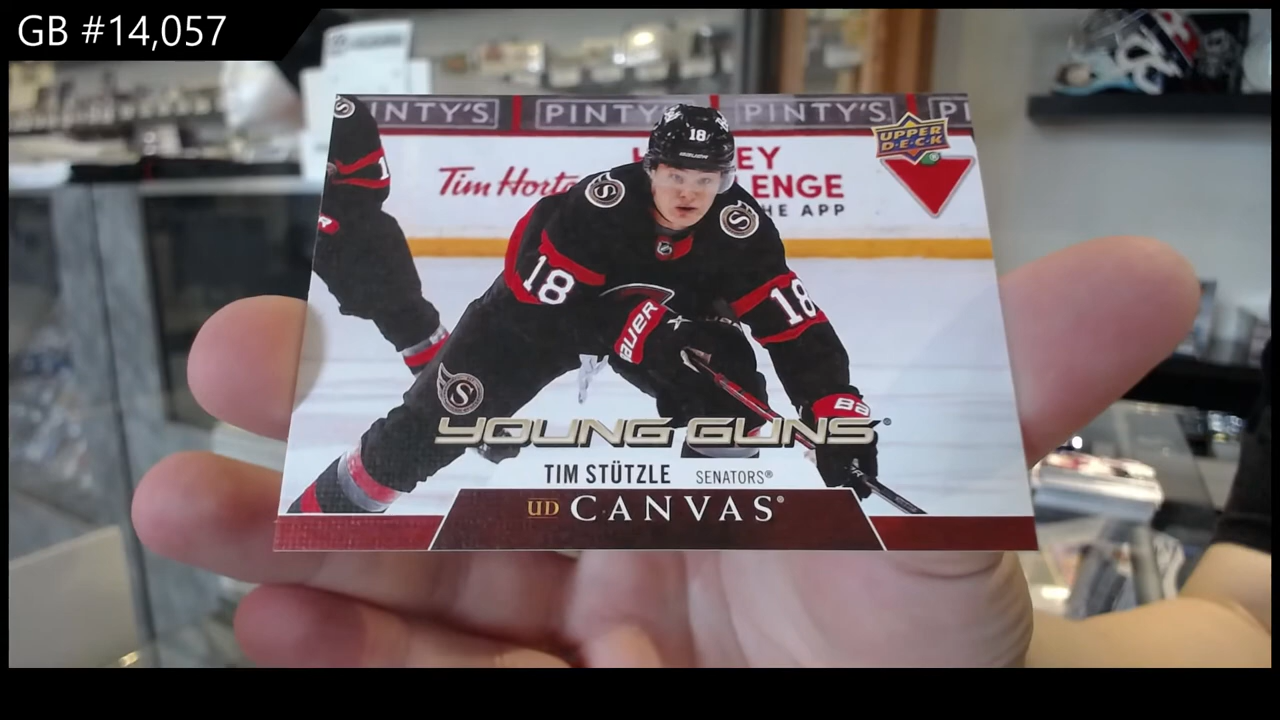 GB #14,057
PINTY'S PINTY'S PINTY'S
UPPER
DECK
18
Tim Horto
EY
ENGE
HE APP
S
S
18
18
BAUER
S
YOUNG GUNS
TIM STÜTZLE SENATORS®
UD CANVAS®